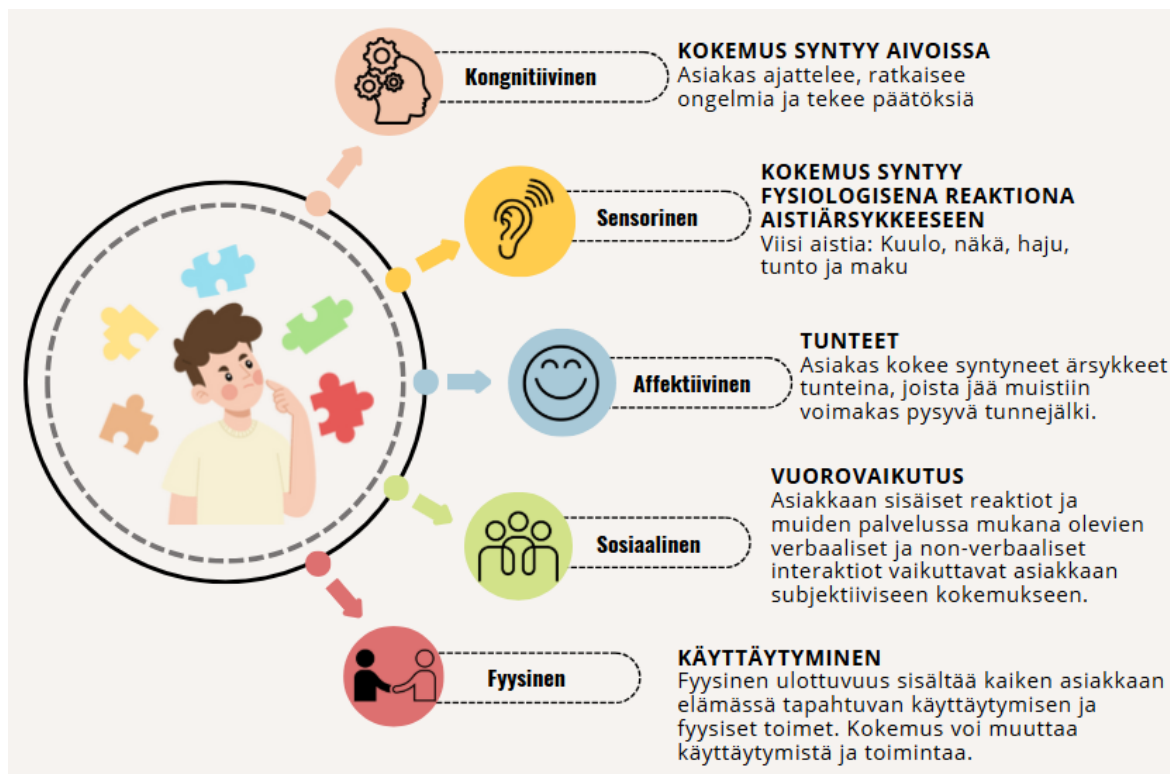 Kongnitiivinen
KOKEMUS SYNTYY AIVOISSA
Asiakas ajattelee, ratkaisee
ongelmia ja tekee päätöksiä
Sensorinen
KOKEMUS SYNTYY
FYSIOLOGISENA REAKTIONA
AISTIÄRSYKKEESEEN
Viisi aistia: Kuulo, näkä, haju,
tunto ja maku
Affektiivinen
TUNTEET
Asiakas kokee syntyneet ärsykkeet
tunteina, joista jää muistiin
voimakas pysyvä tunnejälki.
Sosiaalinen
VUOROVAIKUTUS
Asiakkaan sisäiset reaktiot ja
muiden palvelussa mukana olevien
verbaaliset ja non-verbaaliset
interaktiot vaikuttavat asiakkaan
subjektiiviseen kokemukseen.
Fyysinen
KÄYTTÄYTYMINEN
Fyysinen ulottuvuus sisältää kaiken asiakkaan
elämässä tapahtuvan käyttäytymisen ja
fyysiset toimet. Kokemus voi muuttaa
käyttäytymistä ja toimintaa.